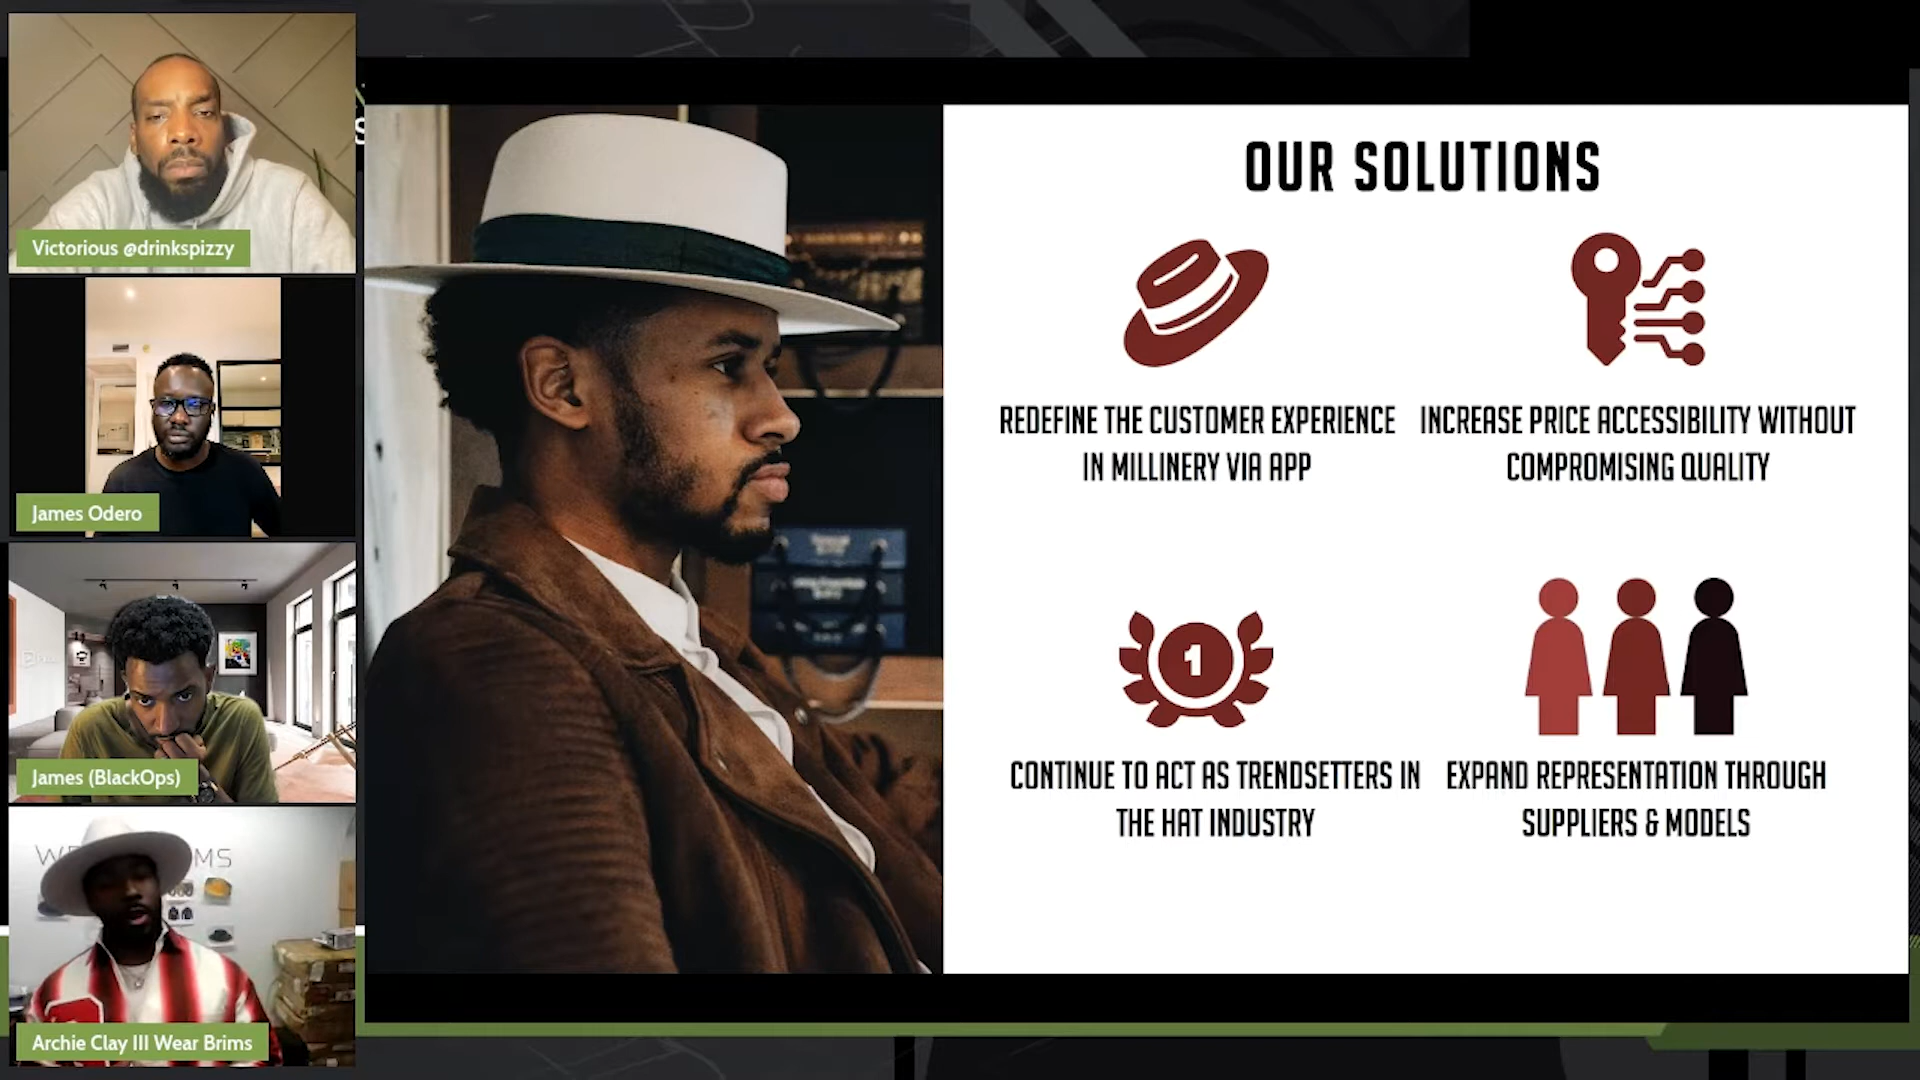 Victorious @drinkspizzy
James Odero
James (BlackOps)
Archie Clay III Wear Brims
OUR SOLUTIONS
REDEFINE THE CUSTOMER EXPERIENCE
IN MILLINERY VIA APP
INCREASE PRICE ACCESSIBILITY WITHOUT
COMPROMISING QUALITY
1
CONTINUE TO ACT AS TRENDSETTERS IN
THE HAT INDUSTRY
EXPAND REPRESENTATION THROUGH
SUPPLIERS & MODELS